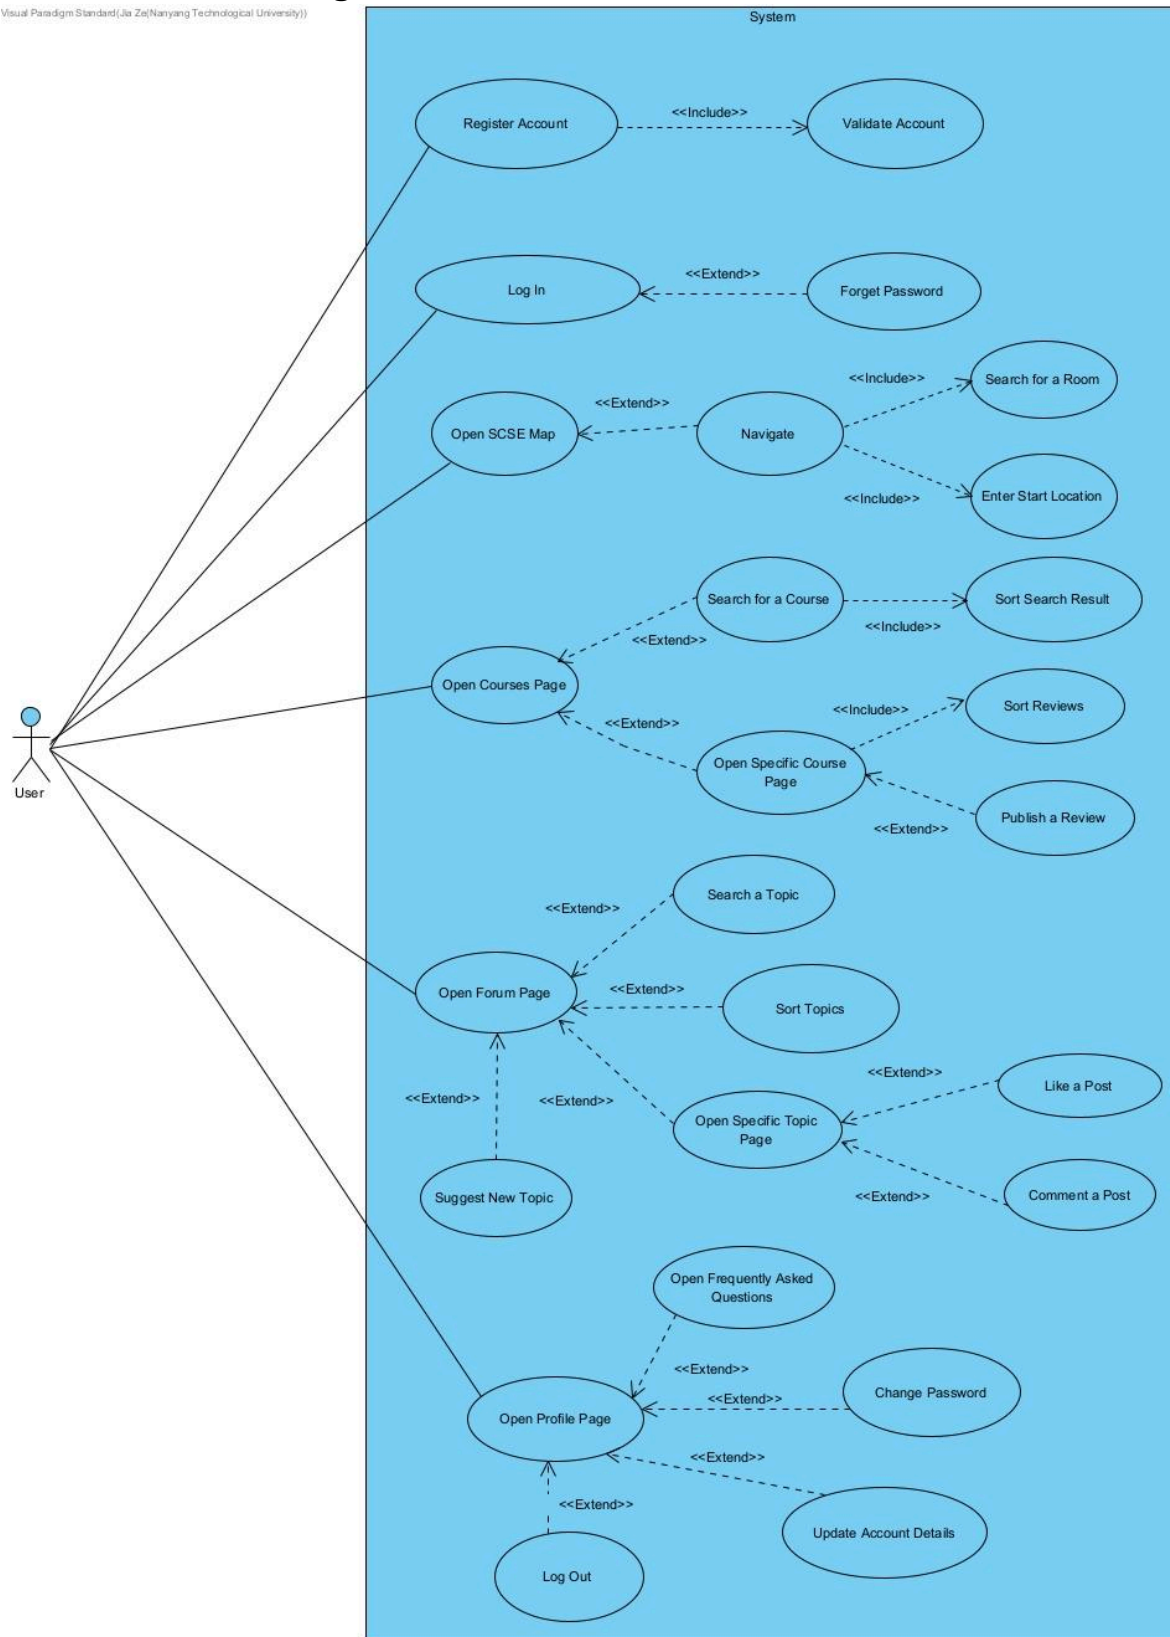 Visual Paradigm Standard(Jia Ze(Nanyang Technological University))
System
Register Account
<<Include>>
Validate Account
Log In
<<Extend>>
Forget Password
Open SCSE Map
<<Extend>>
Navigate
<<Include>>
Search for a Room
<<Include>>
Enter Start Location
Open Courses Page
<<Extend>>
Search for a Course
<<Include>>
Sort Search Result
<<Extend>>
Open Specific Course
Page
<<Include>>
Sort Reviews
<<Extend>>
Publish a Review
User
Open Forum Page
<<Extend>>
Search a Topic
<<Extend>>
Sort Topics
<<Extend>>
Suggest New Topic
<<Extend>>
Open Specific Topic
Page
<<Extend>>
Like a Post
<<Extend>>
Comment a Post
Open Frequently Asked
Questions
<<Extend>>
Open Profile Page
<<Extend>>
Change Password
<<Extend>>
Update Account Details
<<Extend>>
Log Out